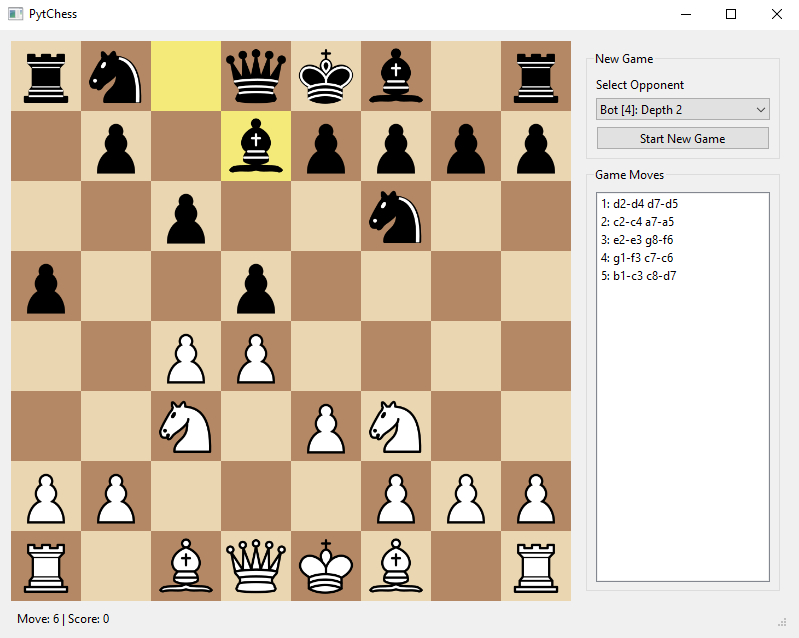 PytChess
New Game
Select Opponent
Bot [4]: Depth 2
Start New Game
Game Moves
1: d2-d4 d7-d5
2: c2-c4 a7-a5
3: e2-e3 g8-f6
4: g1-f3 c7-c6
5: b1-c3 c8-d7
Move: 6 | Score: 0